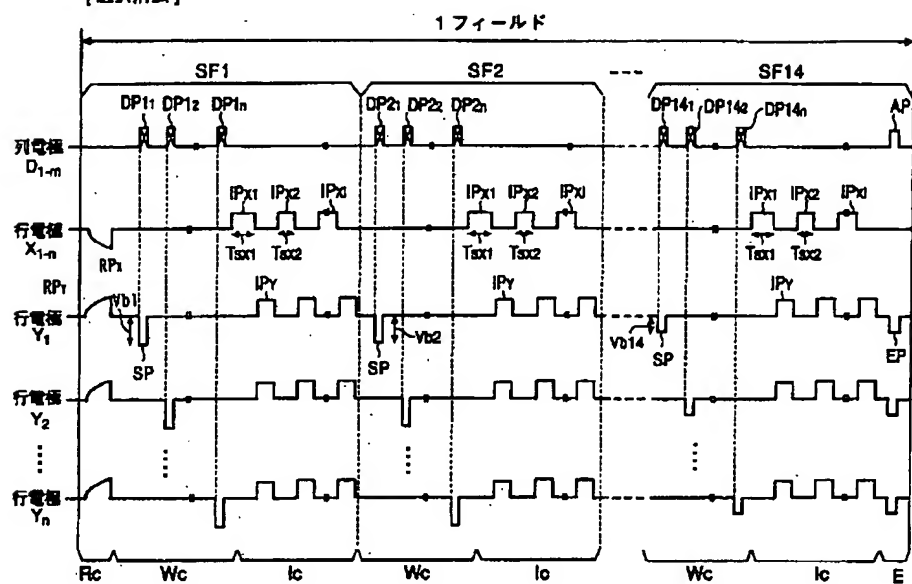 1フィールド
SF1 SF2 SF14
DP1₁ DP1₂ DP1n DP2₁ DP2₂ DP2n DP14₁ DP14₂ DP14n AP
列電極
D1-m
IPx1 IPx2 IPxi IPx1 IPx2 IPxi IPx1 IPx2 IPxi
行電極
X1-n
RPx Tsx1 Tsx2 Tsx1 Tsx2 Tsx1 Tsx2
RPY
Vb1 IPY IPY IPY
行電極
Y1
SP SP Vb2 Vb14 SP EP
行電極
Y2
行電極
Yn
Rc Wc Ic Wc Ic Wc Ic E